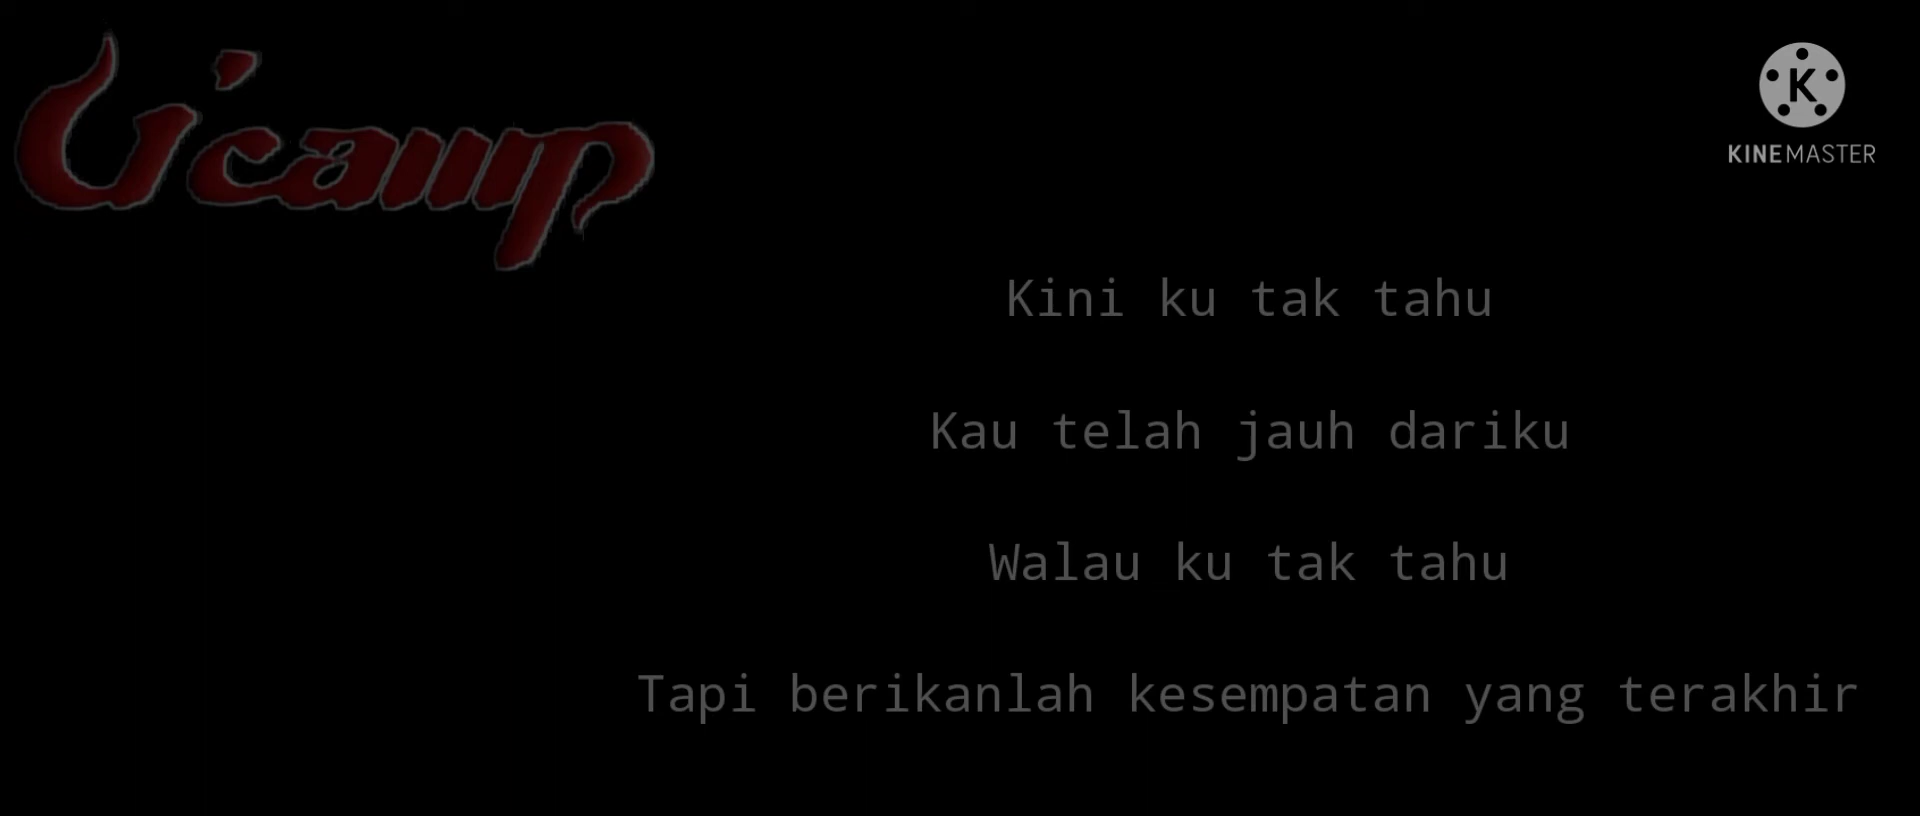 U'camp
K
KINEMASTER
Kini ku tak tahu
Kau telah jauh dariku
Walau ku tak tahu
Tapi berikanlah kesempatan yang terakhir